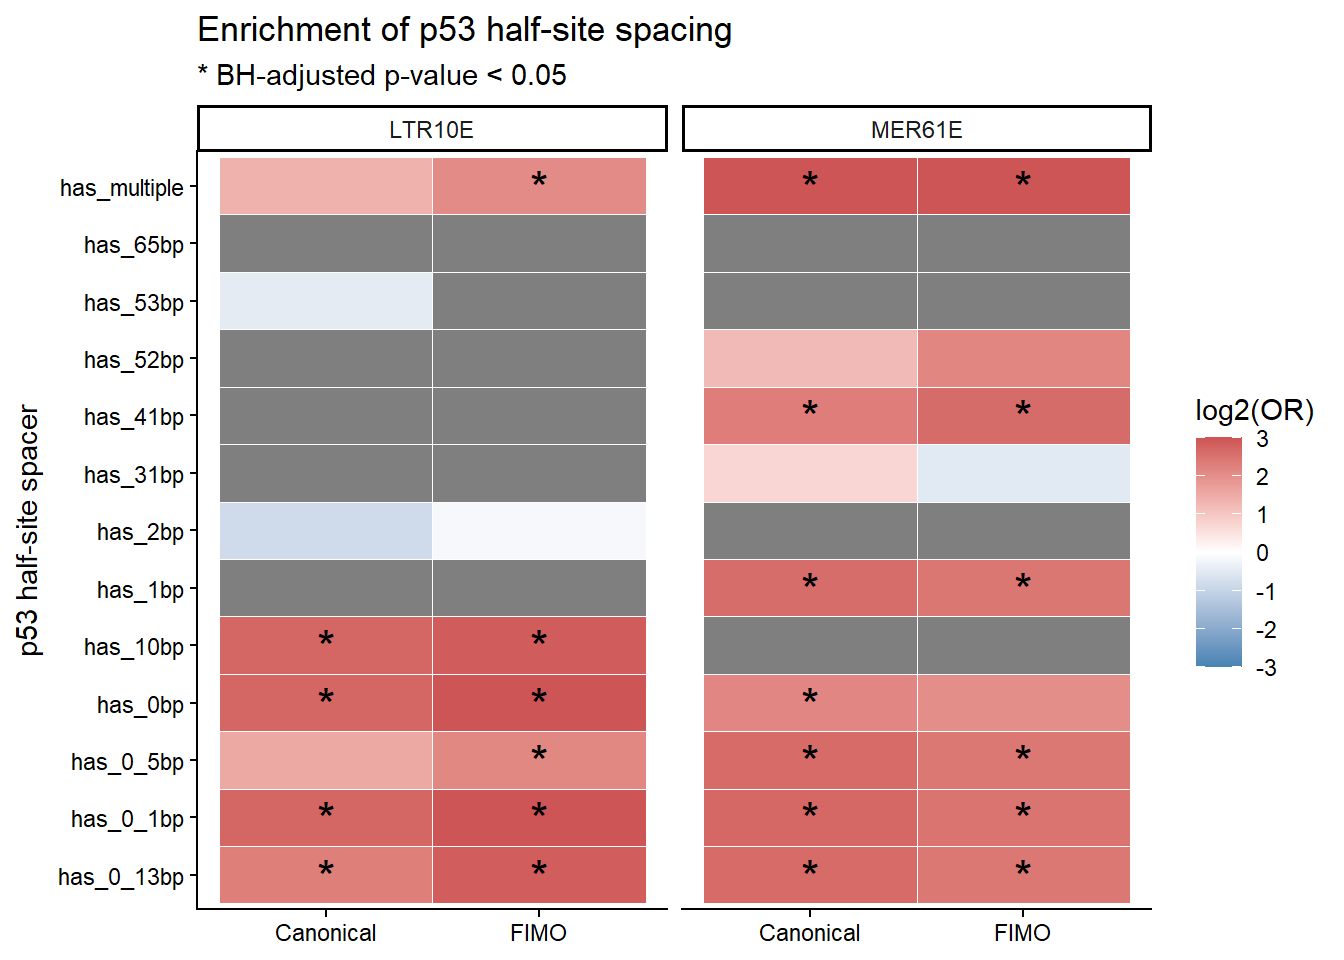 Enrichment of p53 half-site spacing
* BH-adjusted p-value < 0.05
LTR10E
MER61E
p53 half-site spacer
has_multiple
has_65bp
has_53bp
has_52bp
has_41bp
has_31bp
has_2bp
has_1bp
has_10bp
has_0bp
has_0_5bp
has_0_1bp
has_0_13bp
* * *
* *
* *
* *
* * *
* * *
* * * *
* * * *
Canonical
FIMO
Canonical
FIMO
log2(OR)
3
2
1
0
-1
-2
-3